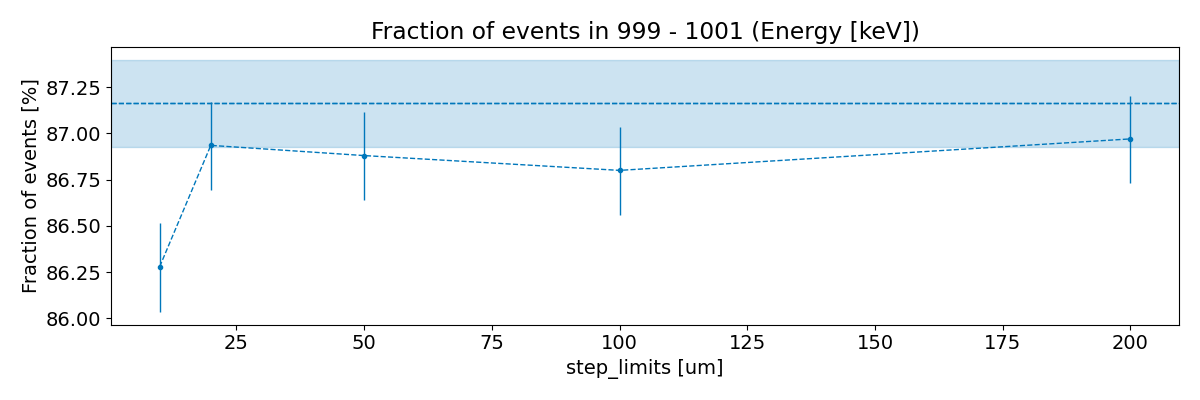 Fraction of events in 999 - 1001 (Energy [keV])
Fraction of events [%]
87.25
87.00
86.75
86.50
86.25
86.00
25 50 75 100 125 150 175 200
step_limits [um]